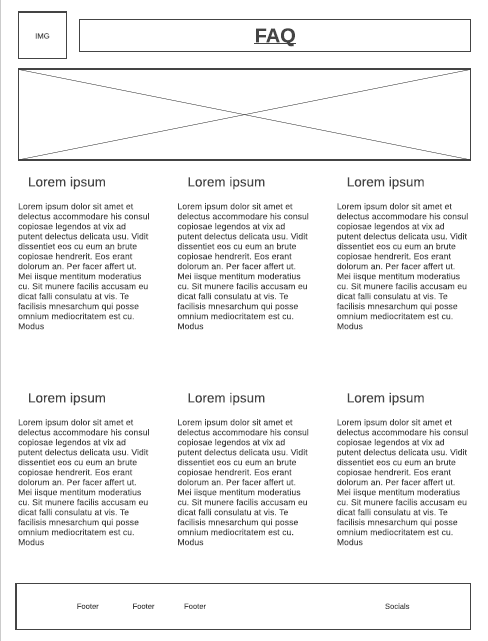 IMG
FAQ
Lorem ipsum
Lorem ipsum dolor sit amet et
delectus accommodare his consul
copiosae legendos at vix ad
putent delectus delicata usu. Vidit
dissentiet eos cu eum an brute
copiosae hendrerit. Eos erant
dolorum an. Per facer affert ut.
Mei iisque mentitum moderatius
cu. Sit munere facilis accusam eu
dicat falli consulatu at vis. Te
facilisis mnesarchum qui posse
omnium mediocritatem est cu.
Modus
Lorem ipsum
Lorem ipsum dolor sit amet et
delectus accommodare his consul
copiosae legendos at vix ad
putent delectus delicata usu. Vidit
dissentiet eos cu eum an brute
copiosae hendrerit. Eos erant
dolorum an. Per facer affert ut.
Mei iisque mentitum moderatius
cu. Sit munere facilis accusam eu
dicat falli consulatu at vis. Te
facilisis mnesarchum qui posse
omnium mediocritatem est cu.
Modus
Lorem ipsum
Lorem ipsum dolor sit amet et
delectus accommodare his consul
copiosae legendos at vix ad
putent delectus delicata usu. Vidit
dissentiet eos cu eum an brute
copiosae hendrerit. Eos erant
dolorum an. Per facer affert ut.
Mei iisque mentitum moderatius
cu. Sit munere facilis accusam eu
dicat falli consulatu at vis. Te
facilisis mnesarchum qui posse
omnium mediocritatem est cu.
Modus
Lorem ipsum
Lorem ipsum dolor sit amet et
delectus accommodare his consul
copiosae legendos at vix ad
putent delectus delicata usu. Vidit
dissentiet eos cu eum an brute
copiosae hendrerit. Eos erant
dolorum an. Per facer affert ut.
Mei iisque mentitum moderatius
cu. Sit munere facilis accusam eu
dicat falli consulatu at vis. Te
facilisis mnesarchum qui posse
omnium mediocritatem est cu.
Modus
Lorem ipsum
Lorem ipsum dolor sit amet et
delectus accommodare his consul
copiosae legendos at vix ad
putent delectus delicata usu. Vidit
dissentiet eos cu eum an brute
copiosae hendrerit. Eos erant
dolorum an. Per facer affert ut.
Mei iisque mentitum moderatius
cu. Sit munere facilis accusam eu
dicat falli consulatu at vis. Te
facilisis mnesarchum qui posse
omnium mediocritatem est cu.
Modus
Lorem ipsum
Lorem ipsum dolor sit amet et
delectus accommodare his consul
copiosae legendos at vix ad
putent delectus delicata usu. Vidit
dissentiet eos cu eum an brute
copiosae hendrerit. Eos erant
dolorum an. Per facer affert ut.
Mei iisque mentitum moderatius
cu. Sit munere facilis accusam eu
dicat falli consulatu at vis. Te
facilisis mnesarchum qui posse
omnium mediocritatem est cu.
Modus
Footer Footer Footer Socials